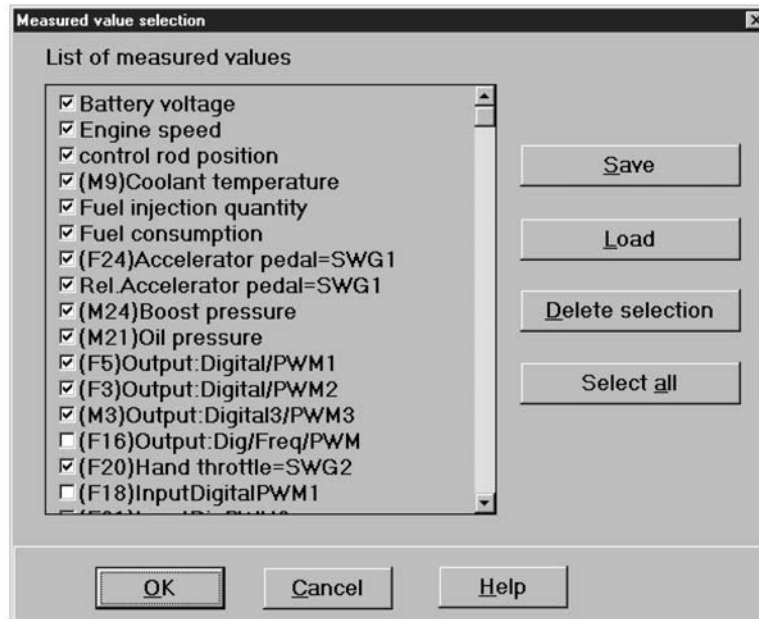 Measured value selection
List of measured values
Battery voltage
Engine speed
control rod position
(M9)Coolant temperature
Fuel injection quantity
Fuel consumption
(F24)Accelerator pedal=SWG1
Rel.Accelerator pedal=SWG1
(M24)Boost pressure
(M21)Oil pressure
(F5)Output:Digital/PWM1
(F3)Output:Digital/PWM2
(M3)Output:Digital3/PWM3
(F16)Output:Dig/Freq/PWM
(F20)Hand throttle=SWG2
(F18)InputDigitalPWM1
Save
Load
Delete selection
Select all
OK
Cancel
Help